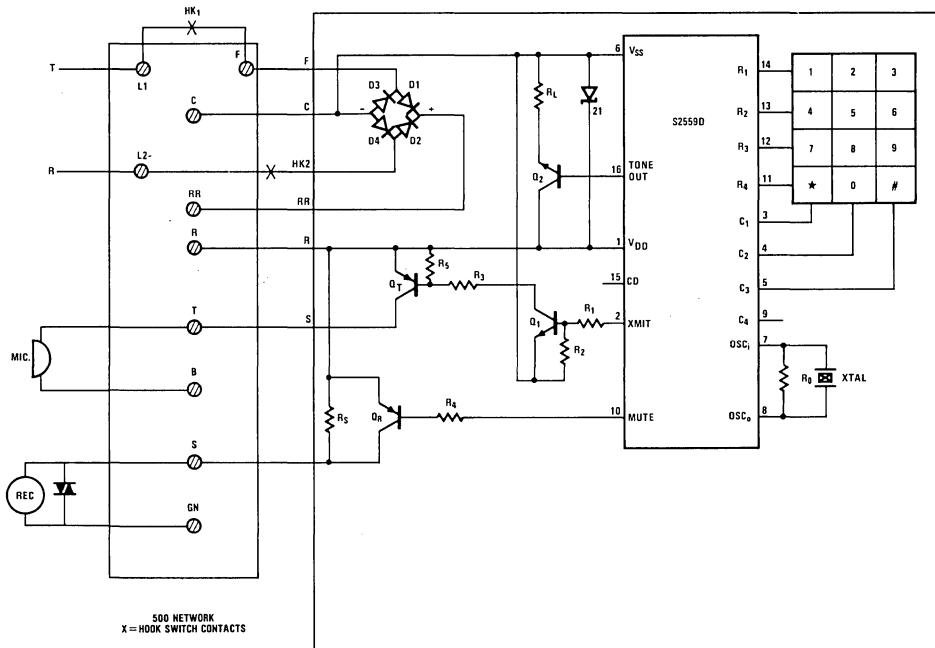 HK1
T
L1
F
F
C
C
R
L2-
HK2
RR
RR
R
R
T
S
MIC.
B
S
REC
GN
500 NETWORK
X = HOOK SWITCH CONTACTS
D3
D1
-
+
D4
D2
RL
21
Q2
R5
QT
R3
Q1
R1
R2
RS
QR
R4
6
VSS
S2559D
TONE
16
OUT
1
VDD
15
CD
2
XMIT
10
MUTE
R1
14
R2
13
R3
12
R4
11
C1
3
C2
4
C3
5
C4
9
OSCi
7
OSCo
8
1
2
3
4
5
6
7
8
9
*
0
#
R0
XTAL